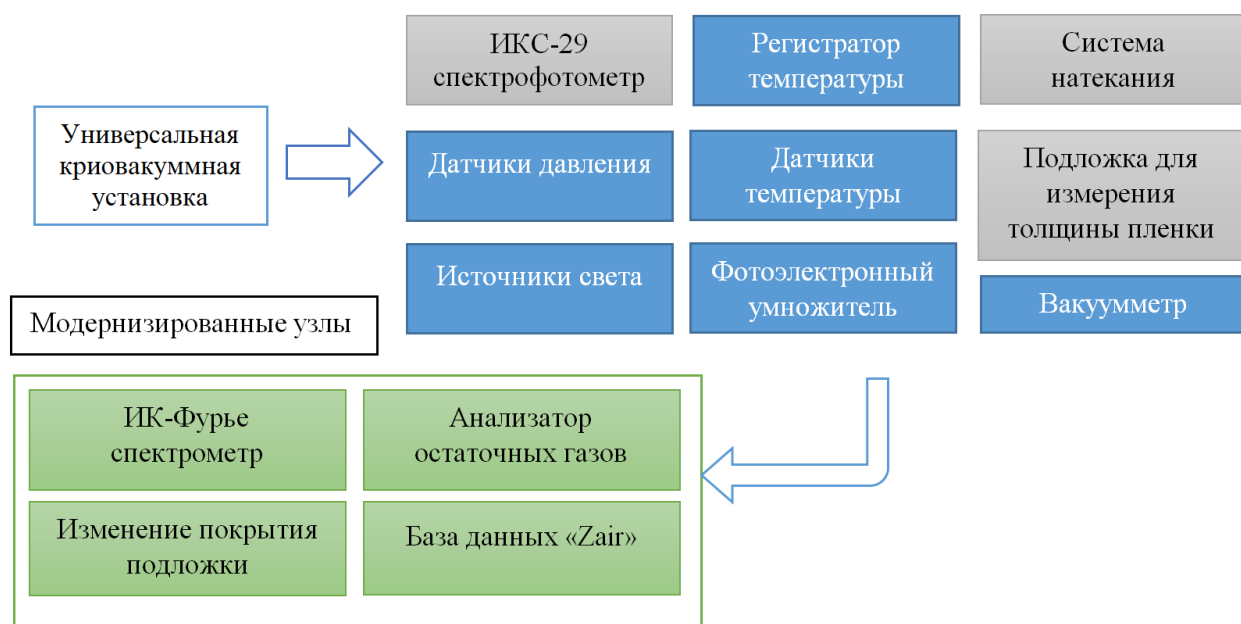 ИКС-29
спектрофотометр
Регистратор
температуры
Система
натекания
Универсальная
криовакуммная
установка
Датчики давления
Датчики
температуры
Подложка для
измерения
толщины пленки
Источники света
Фотоэлектронный
умножитель
Вакуумметр
Модернизированные узлы
ИК-Фурье
спектрометр
Анализатор
остаточных газов
Изменение покрытия
подложки
База данных «Zair»